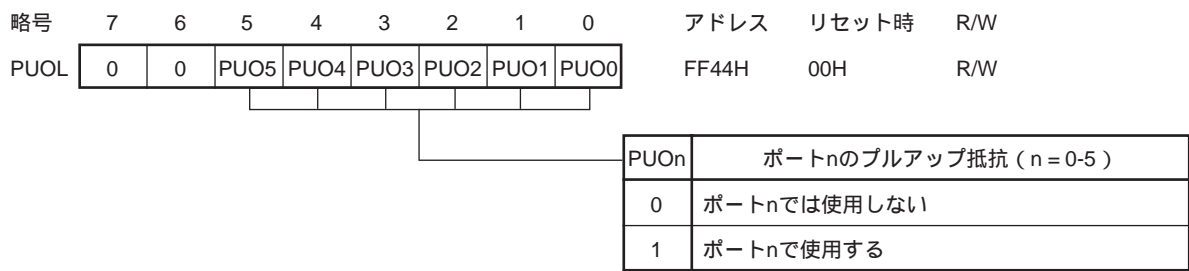 略号 7 6 5 4 3 2 1 0 アドレス リセット時 R/W
PUOL 0 0 PUO5 PUO4 PUO3 PUO2 PUO1 PUO0 FF44H 00H R/W
PUOn ポートnのプルアップ抵抗（n＝0-5）
0 ポートnでは使用しない
1 ポートnで使用する